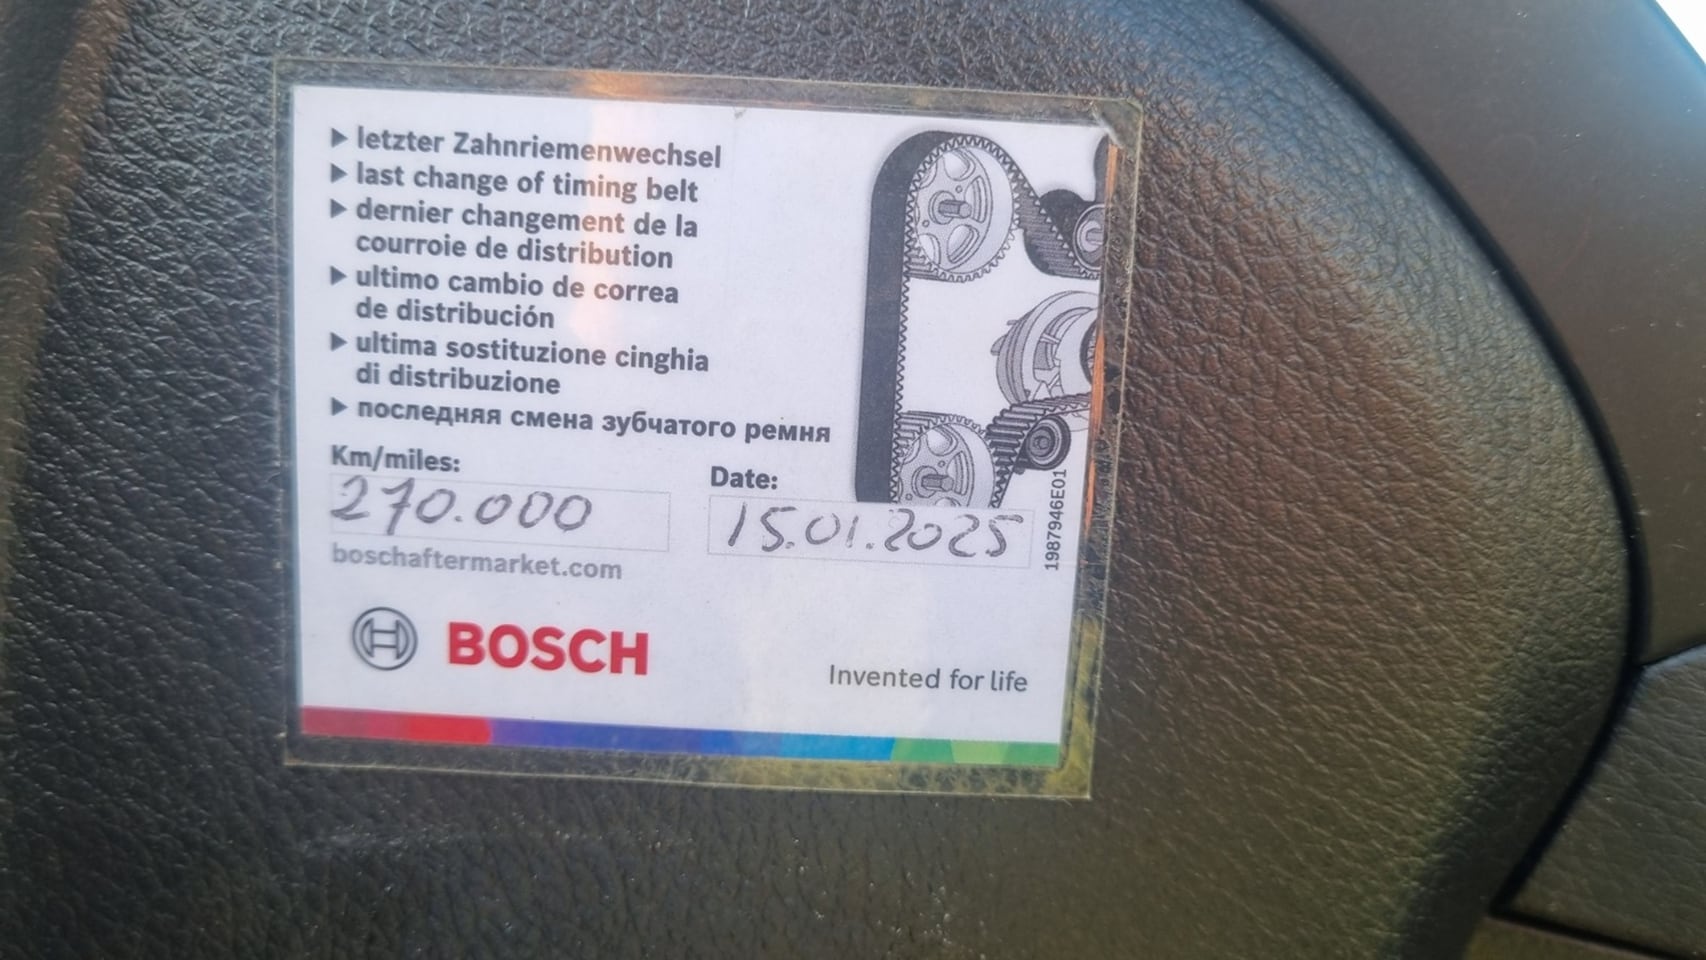 letzter Zahnriemenwechsel
last change of timing belt
dernier changement de la
courroie de distribution
ultimo cambio de correa
de distribución
ultima sostituzione cinghia
di distribuzione
последняя смена зубчатого ремня
Km/miles:
270.000
Date:
15.01.2025
1987946E01
boschaftermarket.com
BOSCH
Invented for life